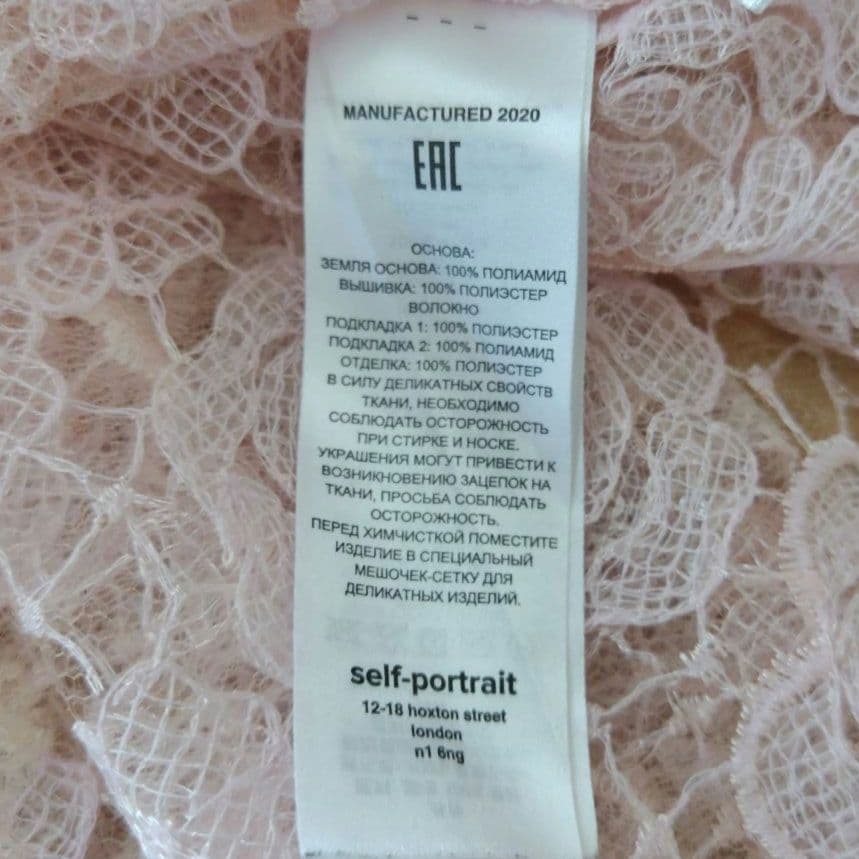 MANUFACTURED 2020
EAC
ОСНОВА:
ЗЕМЛЯ ОСНОВА: 100% ПОЛИАМИД
ВЫШИВКА: 100% ПОЛИЭСТЕР
ВОЛОКНО
ПОДКЛАДКА 1: 100% ПОЛИЭСТЕР
ПОДКЛАДКА 2: 100% ПОЛИАМИД
ОТДЕЛКА: 100% ПОЛИЭСТЕР
В СИЛУ ДЕЛИКАТНЫХ СВОЙСТВ
ТКАНИ, НЕОБХОДИМО
СОБЛЮДАТЬ ОСТОРОЖНОСТЬ
ПРИ СТИРКЕ И НОСКЕ.
УКРАШЕНИЯ МОГУТ ПРИВЕСТИ К
ВОЗНИКНОВЕНИЮ ЗАЦЕПОК НА
ТКАНИ, ПРОСЬБА СОБЛЮДАТЬ
ОСТОРОЖНОСТЬ.
ПЕРЕД ХИМЧИСТКОЙ ПОМЕСТИТЕ
ИЗДЕЛИЕ В СПЕЦИАЛЬНЫЙ
МЕШОЧЕК-СЕТКУ ДЛЯ
ДЕЛИКАТНЫХ ИЗДЕЛИЙ.
self-portrait
12-18 hoxton street
london
n1 6ng